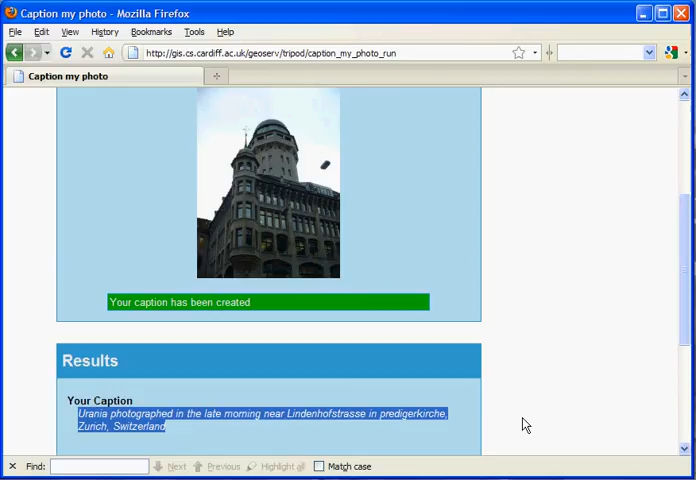 Caption my photo - Mozilla Firefox
File Edit View History Bookmarks Tools Help
http://gis.cs.cardiff.ac.uk/geoserv/tripod/caption_my_photo_run
Caption my photo
Your caption has been created
Results
Your Caption
Urania photographed in the late morning near Lindenhofstrasse in predigerkirche,
Zurich, Switzerland
Find: Next Previous Highlight all Match case